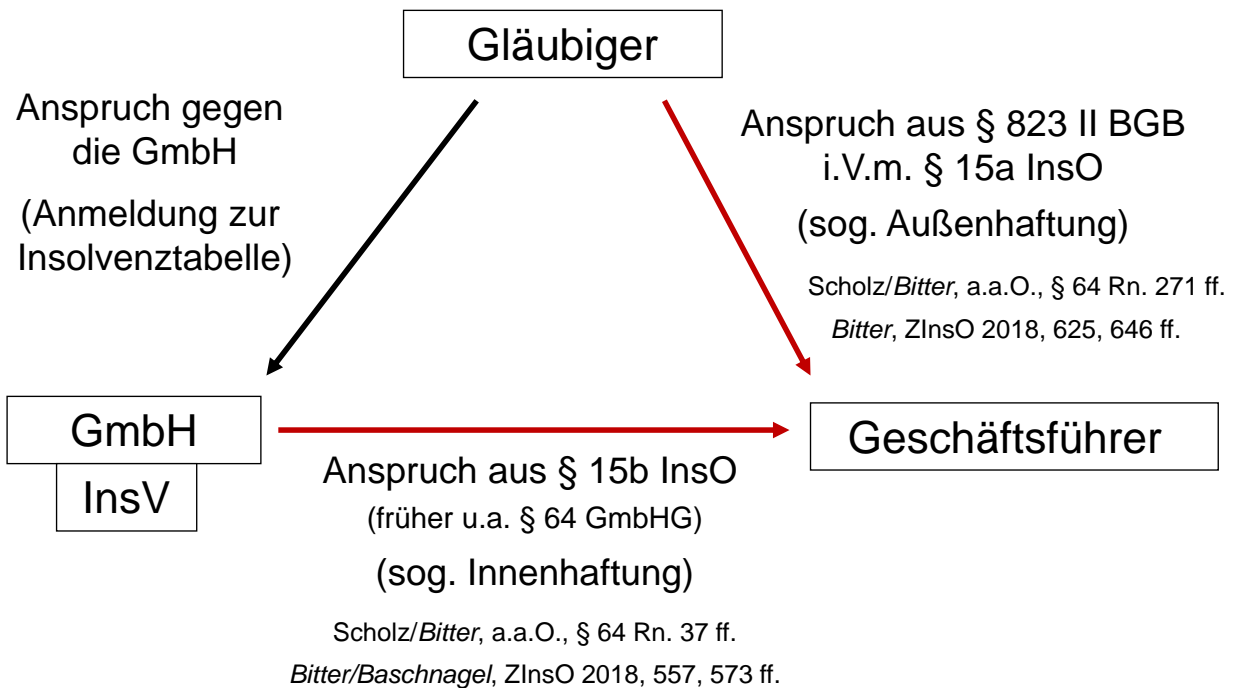 Gläubiger
Anspruch gegen
die GmbH
(Anmeldung zur
Insolvenztabelle)
Anspruch aus § 823 II BGB
i.V.m. § 15a InsO
(sog. Außenhaftung)
Scholz/Bitter, a.a.O., § 64 Rn. 271 ff.
Bitter, ZInsO 2018, 625, 646 ff.
GmbH
InsV
Geschäftsführer
Anspruch aus § 15b InsO
(früher u.a. § 64 GmbHG)
(sog. Innenhaftung)
Scholz/Bitter, a.a.O., § 64 Rn. 37 ff.
Bitter/Baschnagel, ZInsO 2018, 557, 573 ff.